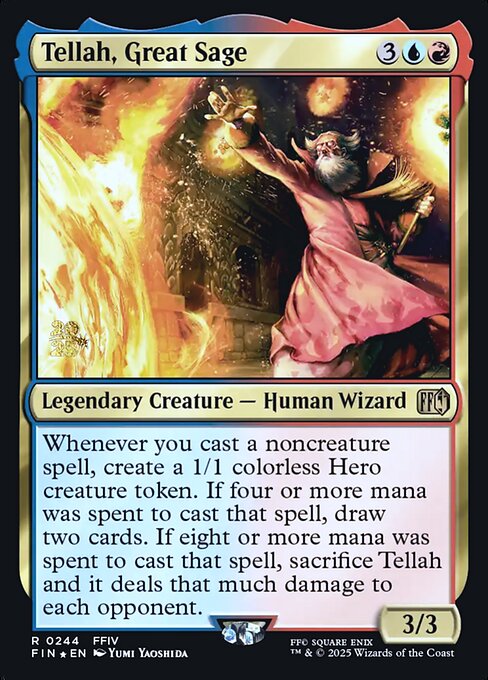 Tellah, Great Sage 3
Legendary Creature — Human Wizard FF
Whenever you cast a noncreature
spell, create a 1/1 colorless Hero
creature token. If four or more mana
was spent to cast that spell, draw
two cards. If eight or more mana was
spent to cast that spell, sacrifice Tellah
and it deals that much damage to
each opponent.
3/3
R 0244 FFIV
FIN★EN Yumi Yaoshida
FF© SQUARE ENIX
™ & © 2025 Wizards of the Coast